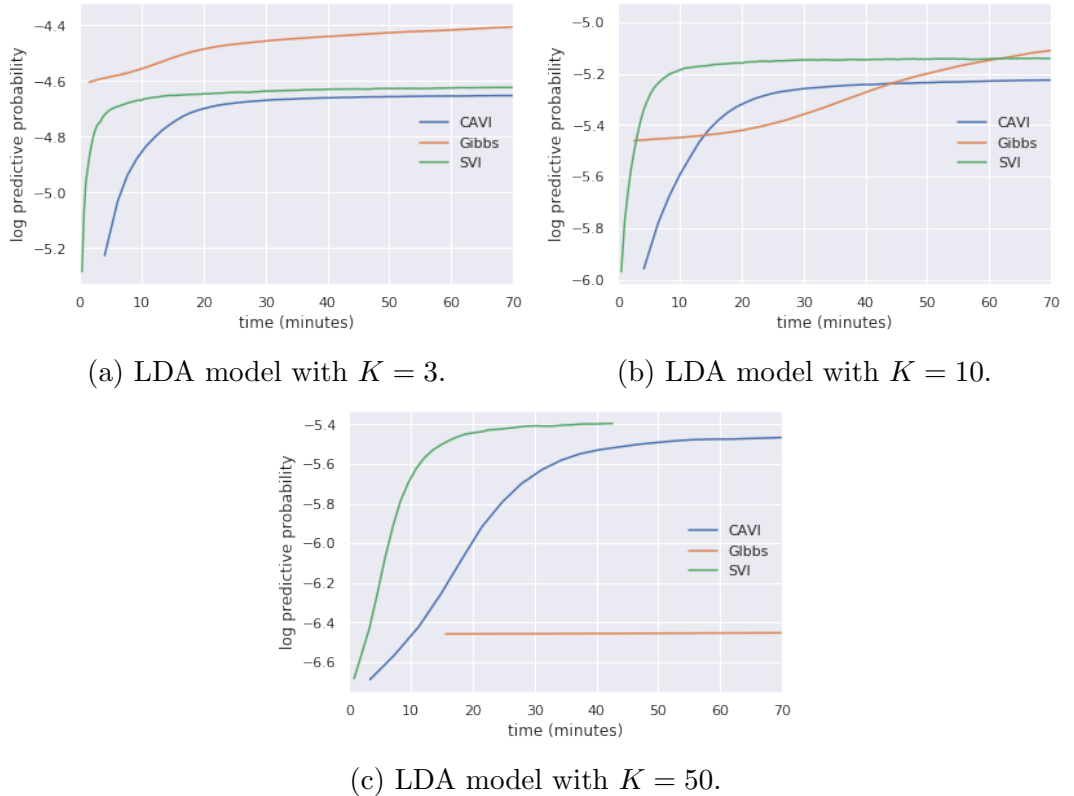 −4.4
−4.6
−4.8
−5.0
−5.2
log predictive probability
CAVI
Gibbs
SVI
0 10 20 30 40 50 60 70
time (minutes)
(a) LDA model with K = 3.
−5.0
−5.2
−5.4
−5.6
−5.8
−6.0
log predictive probability
CAVI
Gibbs
SVI
0 10 20 30 40 50 60 70
time (minutes)
(b) LDA model with K = 10.
−5.4
−5.6
−5.8
−6.0
−6.2
−6.4
−6.6
log predictive probability
CAVI
GIbbs
SVI
0 10 20 30 40 50 60 70
time (minutes)
(c) LDA model with K = 50.